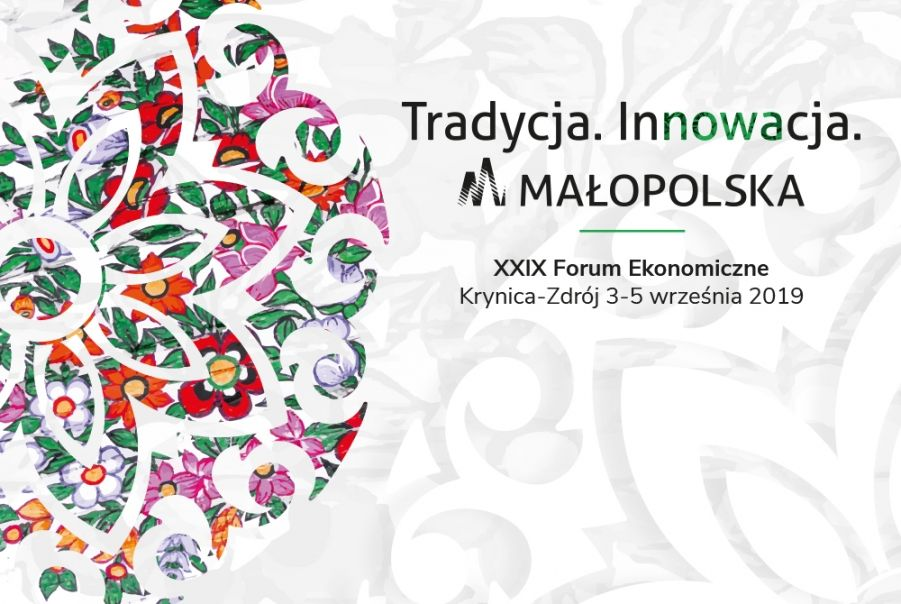 Tradycja. Innowacja.
MAŁOPOLSKA
XXIX Forum Ekonomiczne
Krynica-Zdrój 3-5 września 2019